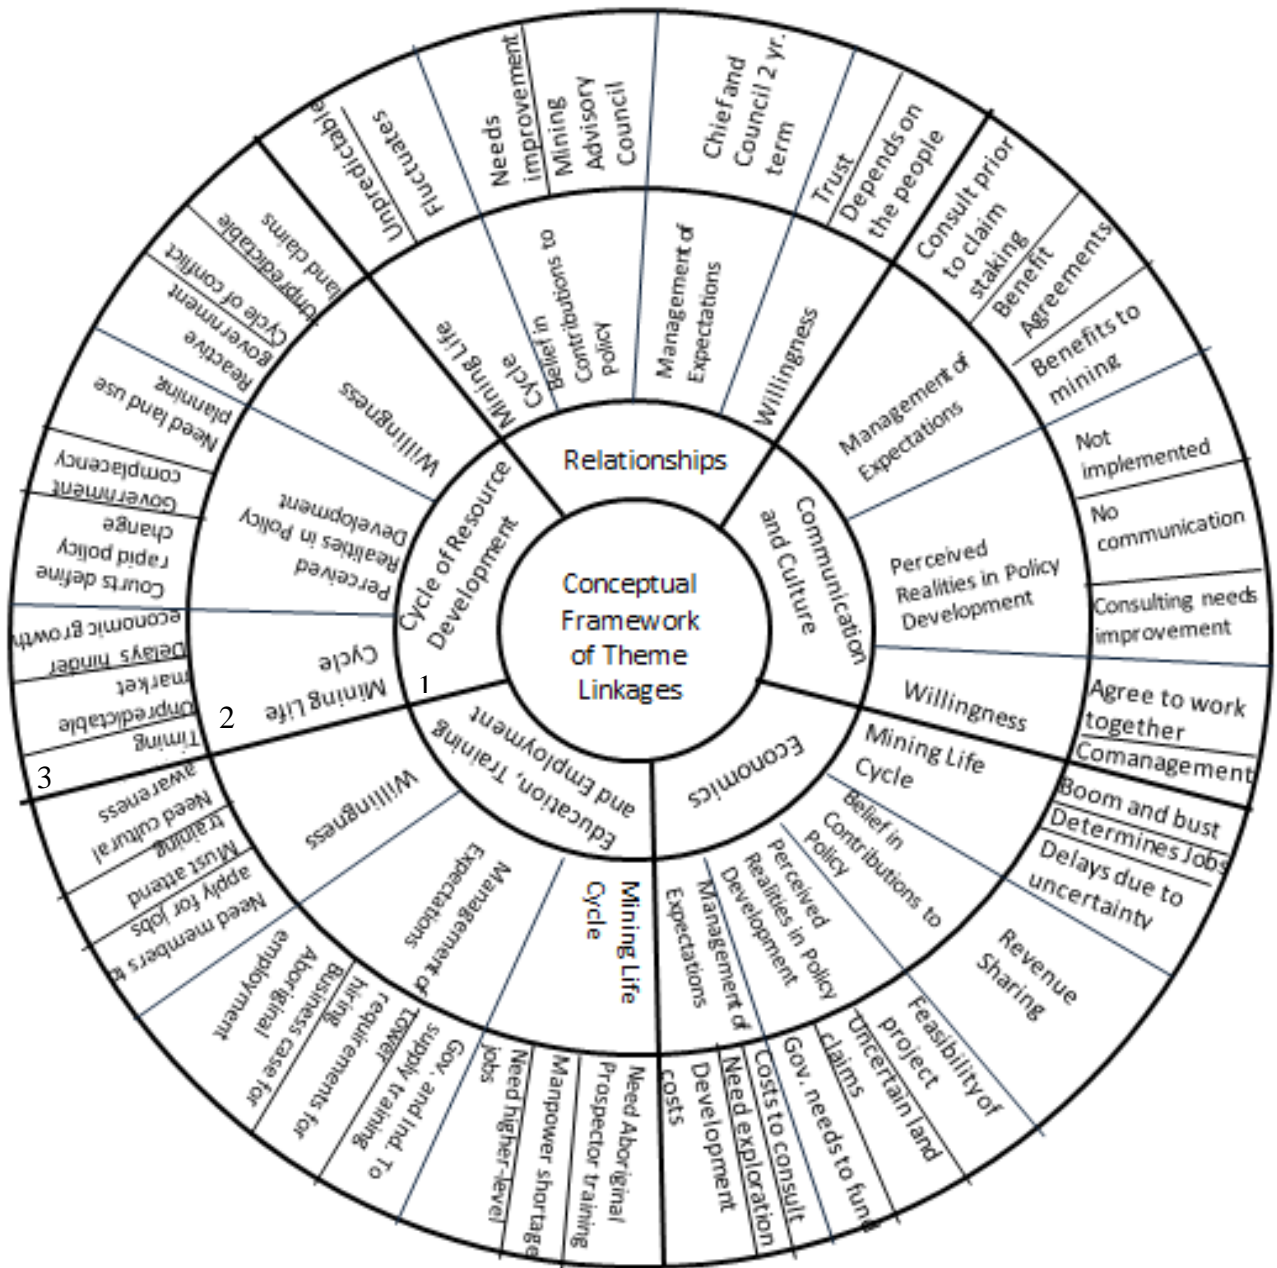 Conceptual
Framework
of Theme
Linkages
Relationships
Communication
and Culture
Economics
Education, Training
and Employment
Cycle of Resource
Development
1
2
3
Mining Life
Cycle
Belief in
Contributions to
Policy
Management of
Expectations
Willingness
Management of
Expectations
Perceived
Realities in Policy
Development
Willingness
Mining Life
Cycle
Belief in
Contributions to
Policy
Perceived
Realities in Policy
Development
Management of
Expectations
Mining Life
Cycle
Management of
Expectations
Willingness
Mining Life
Cycle
Perceived
Realities in Policy
Development
Willingness
Unpredictable
Fluctuates
Needs
improvement
Mining
Advisory
Council
Chief and
Council 2 yr.
term
Trust
Depends on
the people
Consult prior
to claim
staking
Benefit
Agreements
Benefits to
mining
Not
implemented
No
communication
Consulting needs
improvement
Agree to work
together
Comanagement
Boom and bust
Determines Jobs
Delays due to
uncertainty
Revenue
Sharing
Feasibility of
project
Uncertain land
claims
Gov. needs to fund
Costs to consult
Need exploration
Development
costs
Need Aboriginal
Prospector training
Manpower shortage
Need higher-level
jobs
Gov. and Ind. To
supply training
Lower
requirements for
hiring
Business case for
Aboriginal
employment
Need members to
apply for jobs
Must attend
training
Need cultural
awareness
Timing
Unpredictable
market
Delays hinder
economic growth
Courts define
rapid policy
change
Government
complacency
Need land use
planning
Reactive
government
Cycle of conflict
Unpredictable
land claims